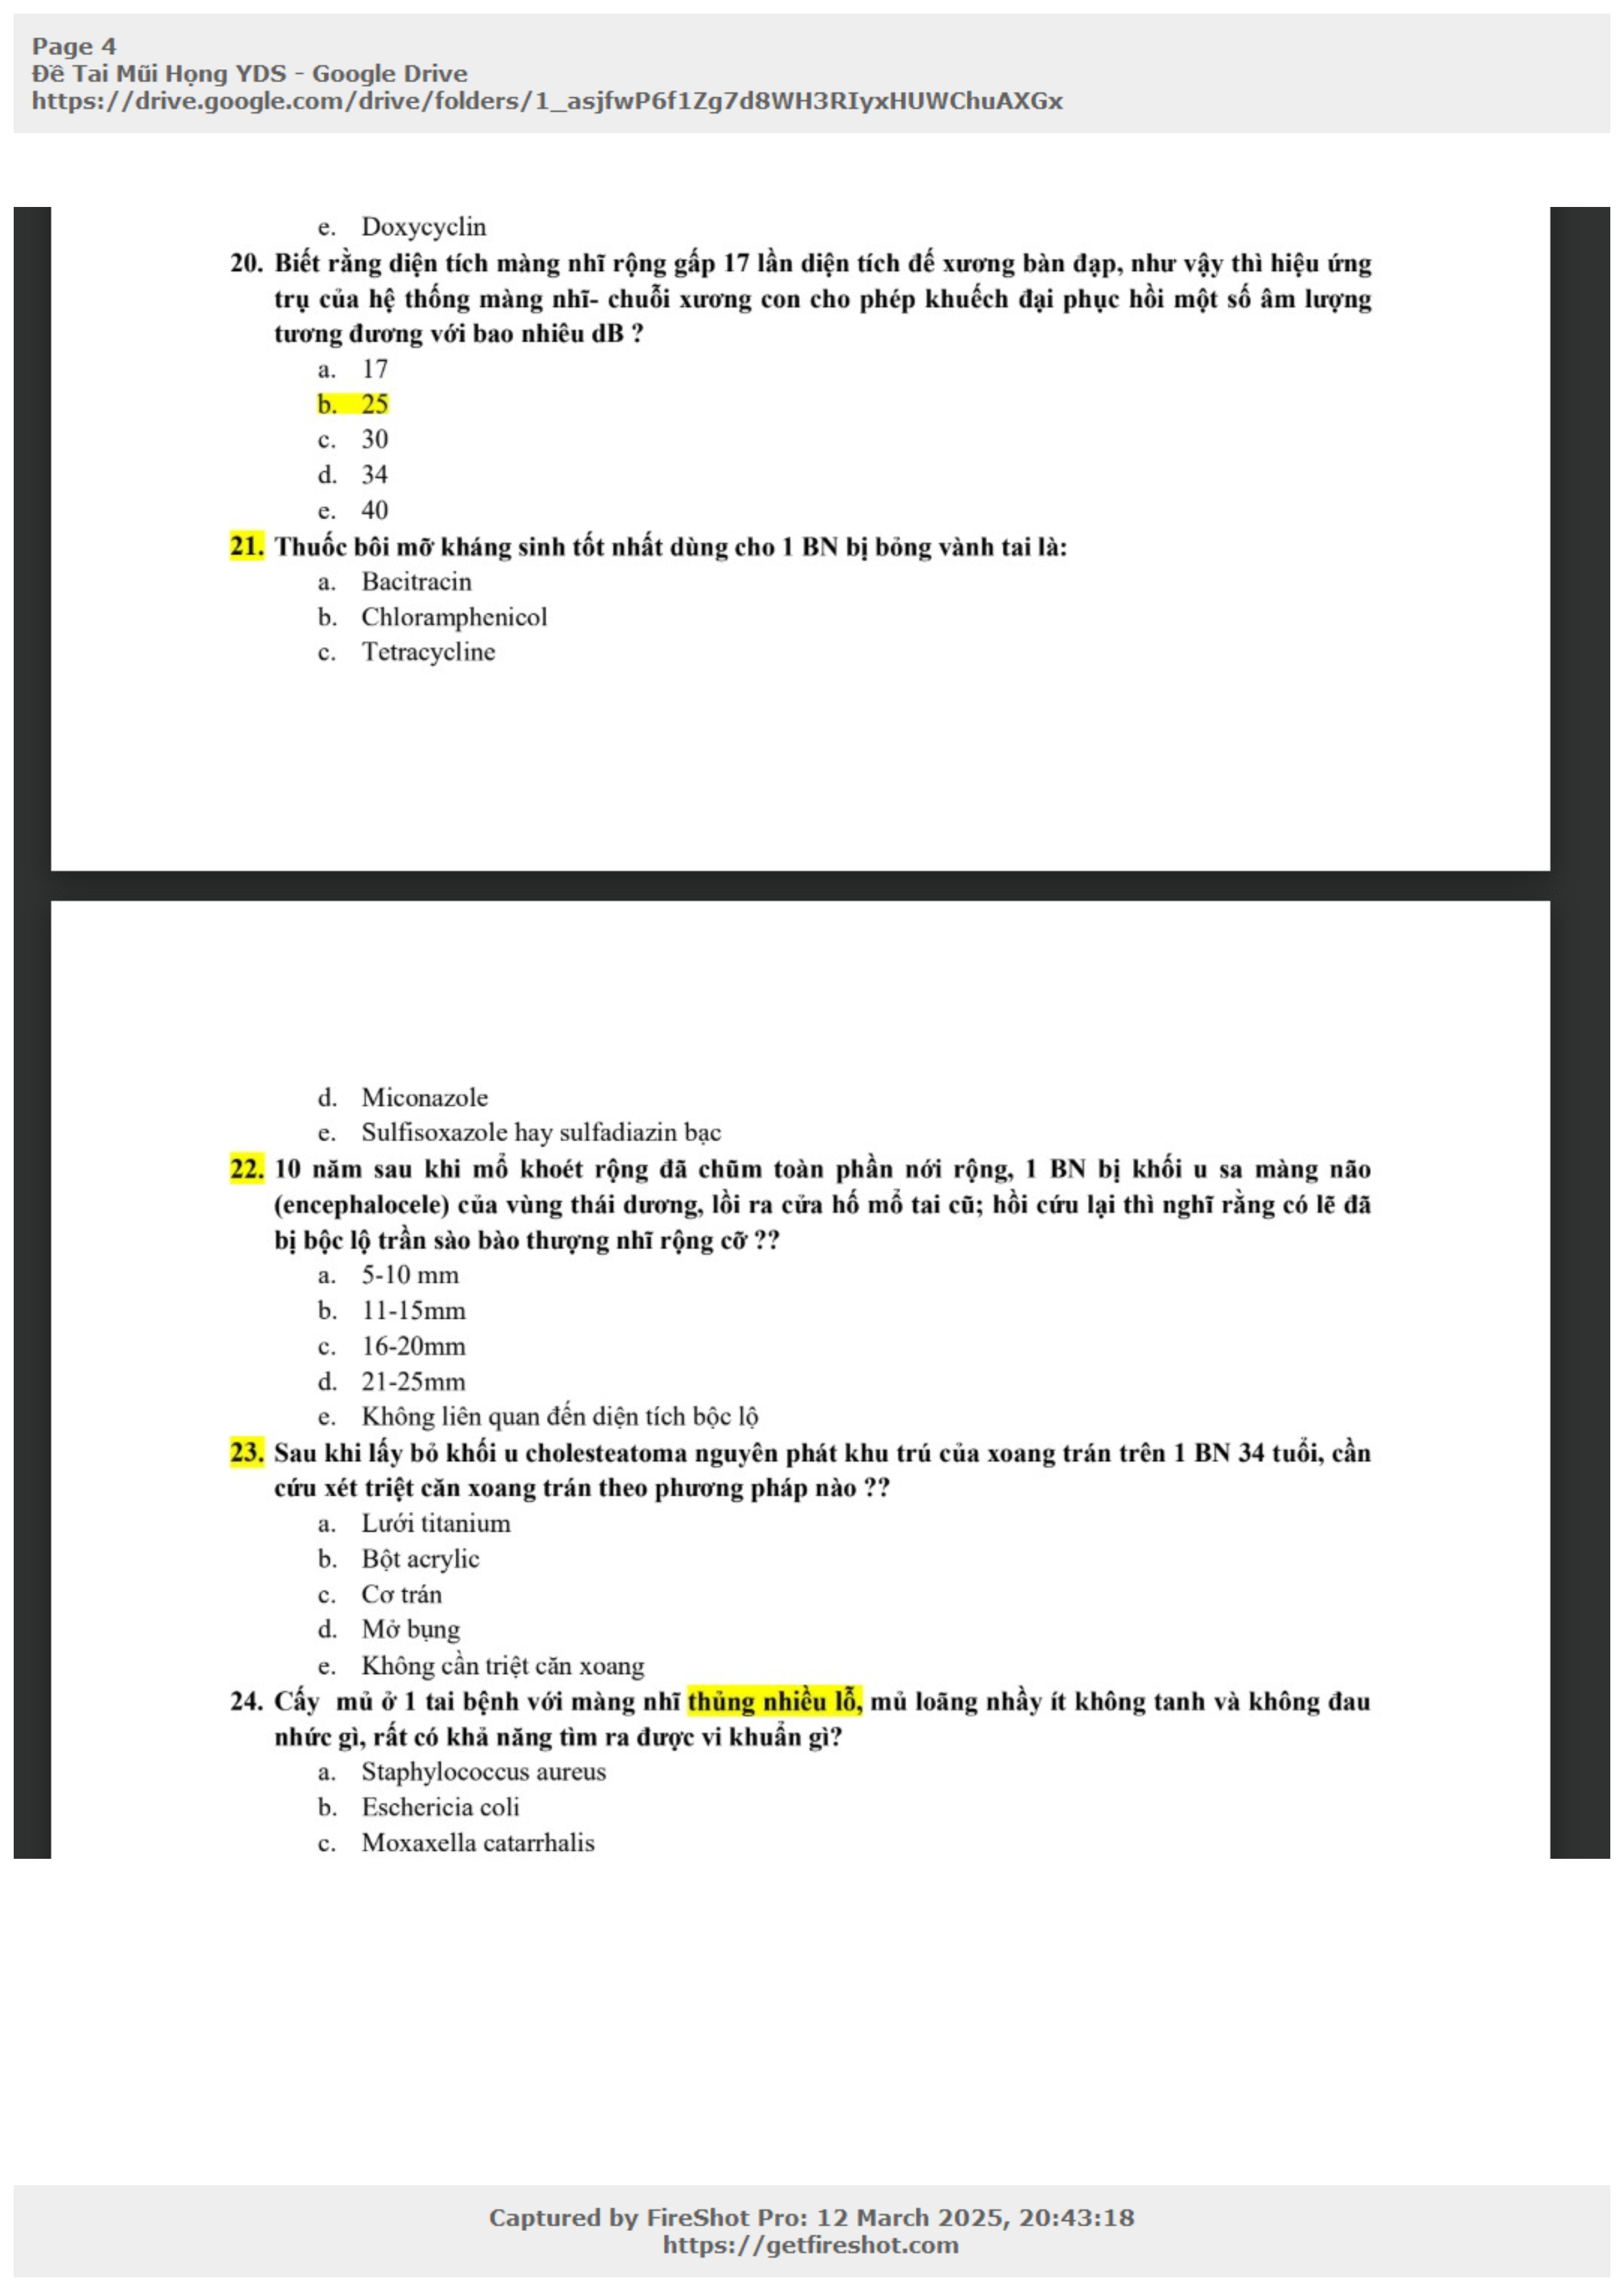 Page 4
Đề Tai Mũi Họng YDS - Google Drive
https://drive.google.com/drive/folders/1_asjfwP6f1Zg7d8WH3RIyxHUWChuAXGx
e. Doxycyclin
20. Biết rằng diện tích màng nhĩ rộng gấp 17 lần diện tích đế xương bàn đạp, như vậy thì hiệu ứng
trụ của hệ thống màng nhĩ- chuỗi xương con cho phép khuếch đại phục hồi một số âm lượng
tương đương với bao nhiêu dB ?
a. 17
b. 25
c. 30
d. 34
e. 40
21. Thuốc bôi mỡ kháng sinh tốt nhất dùng cho 1 BN bị bỏng vành tai là:
a. Bacitracin
b. Chloramphenicol
c. Tetracycline
d. Miconazole
e. Sulfisoxazole hay sulfadiazin bạc
22. 10 năm sau khi mổ khoét rộng đã chũm toàn phần nới rộng, 1 BN bị khối u sa màng não
(encephalocele) của vùng thái dương, lồi ra cửa hố mổ tai cũ; hồi cứu lại thì nghĩ rằng có lẽ đã
bị bộc lộ trần sào bào thượng nhĩ rộng cỡ ??
a. 5-10 mm
b. 11-15mm
c. 16-20mm
d. 21-25mm
e. Không liên quan đến diện tích bộc lộ
23. Sau khi lấy bỏ khối u cholesteatoma nguyên phát khu trú của xoang trán trên 1 BN 34 tuổi, cần
cứu xét triệt căn xoang trán theo phương pháp nào ??
a. Lưới titanium
b. Bột acrylic
c. Cơ trán
d. Mở bụng
e. Không cần triệt căn xoang
24. Cấy mủ ở 1 tai bệnh với màng nhĩ thủng nhiều lỗ, mủ loãng nhầy ít không tanh và không đau
nhức gì, rất có khả năng tìm ra được vi khuẩn gì?
a. Staphylococcus aureus
b. Eschericia coli
c. Moxaxella catarrhalis
Captured by FireShot Pro: 12 March 2025, 20:43:18
https://getfireshot.com